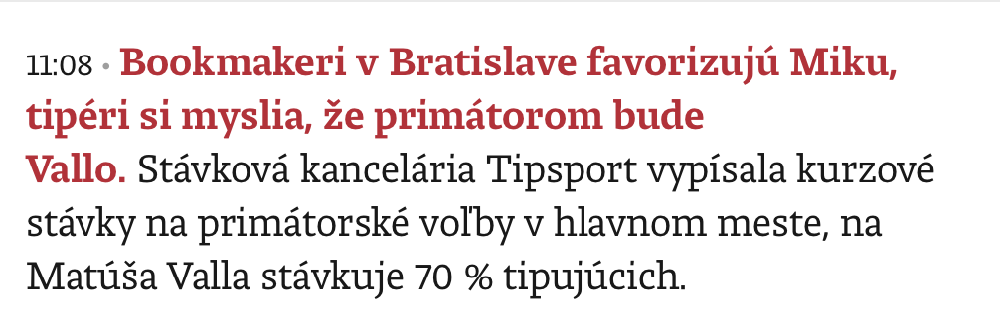 11:08 • Bookmakeri v Bratislave favorizujú Miku,
tipéri si myslia, že primátorom bude
Vallo. Stávková kancelária Tipsport vypísala kurzové
stávky na primátorské voľby v hlavnom meste, na
Matúša Valla stávkuje 70 % tipujúcich.